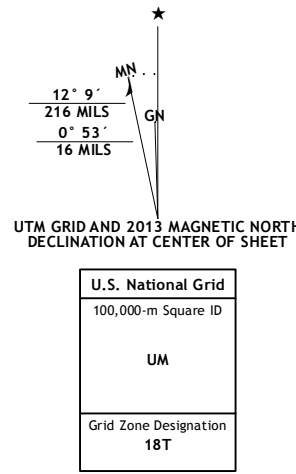 ★
MN
GN
12° 9´
216 MILS
0° 53´
16 MILS
UTM GRID AND 2013 MAGNETIC NORTH
DECLINATION AT CENTER OF SHEET
U.S. National Grid
100,000-m Square ID
UM
Grid Zone Designation
18T